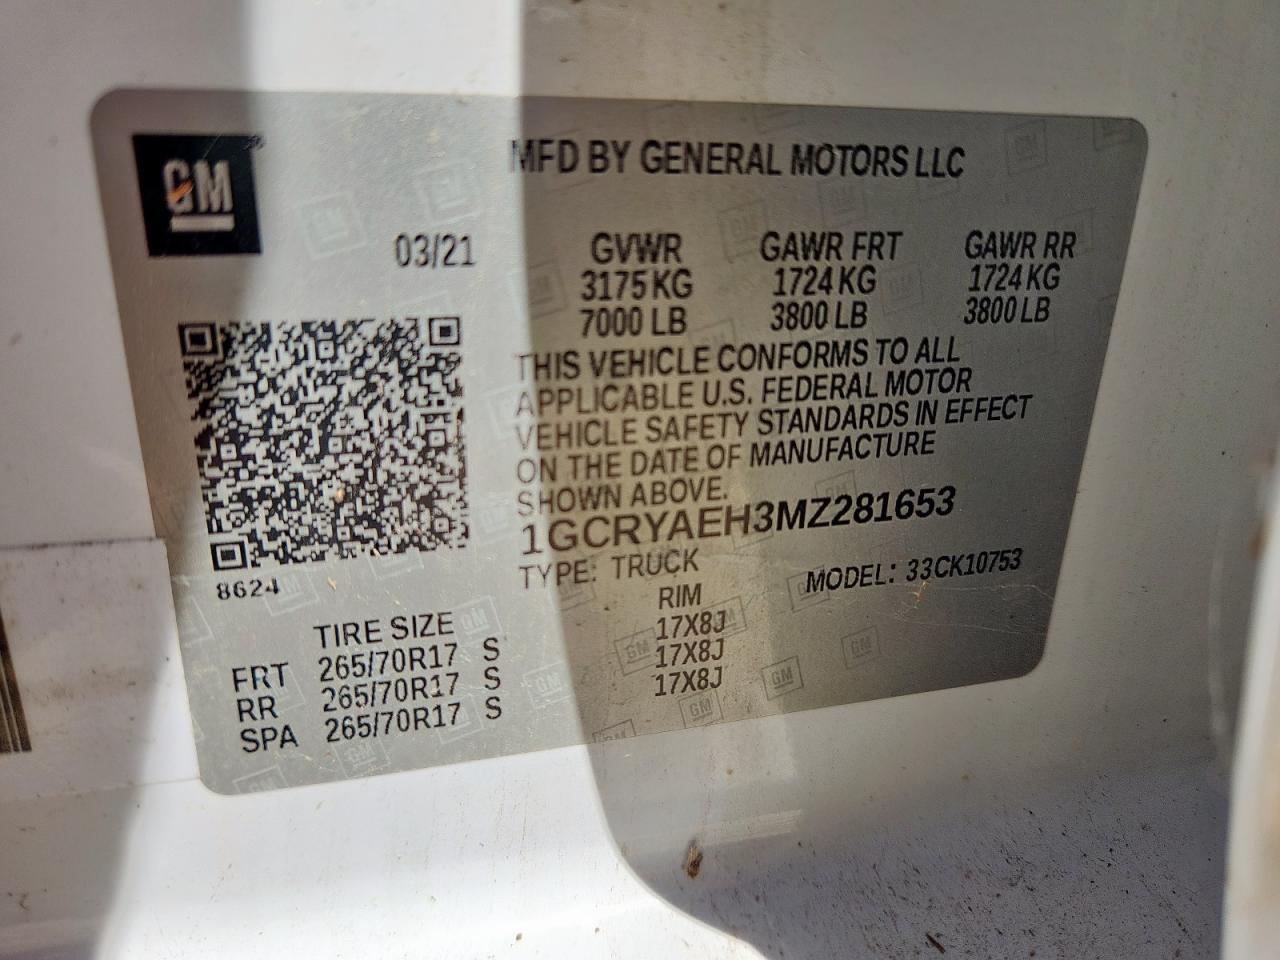 GM
MFD BY GENERAL MOTORS LLC
03/21
GVWR GAWR FRT GAWR RR
3175 KG 1724 KG 1724 KG
7000 LB 3800 LB 3800 LB
THIS VEHICLE CONFORMS TO ALL
APPLICABLE U.S. FEDERAL MOTOR
VEHICLE SAFETY STANDARDS IN EFFECT
ON THE DATE OF MANUFACTURE
SHOWN ABOVE.
1GCRYAEH3MZ281653
TYPE: TRUCK MODEL: 33CK10753
8624
TIRE SIZE RIM
FRT 265/70R17 S 17X8J
RR 265/70R17 S 17X8J
SPA 265/70R17 S 17X8J